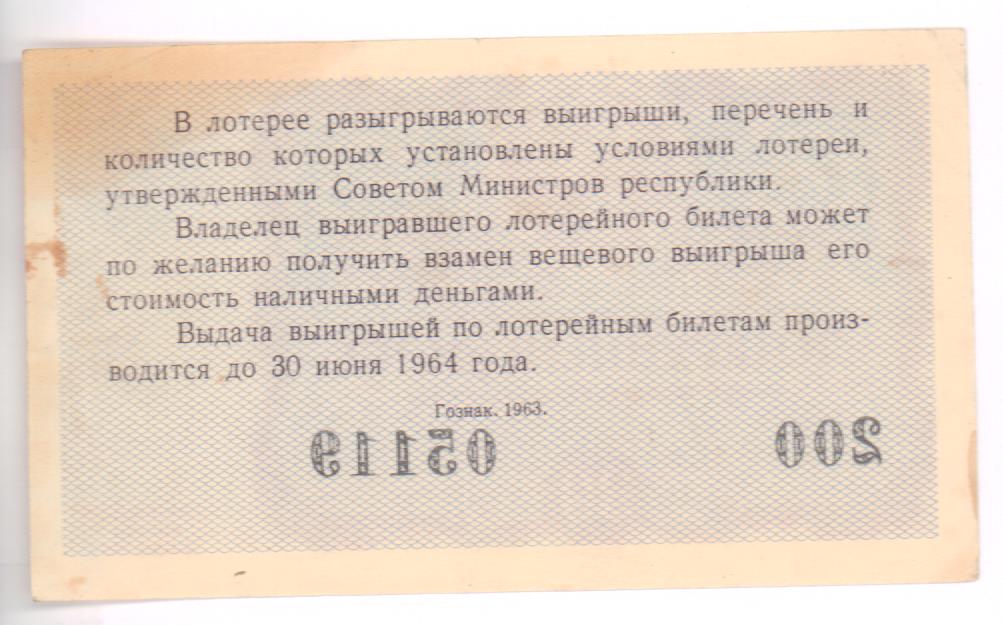 В лотерее разыгрываются выигрыши, перечень и
количество которых установлены условиями лотереи,
утвержденными Советом Министров республики.
Владелец выигравшего лотерейного билета может
по желанию получить взамен вещевого выигрыша его
стоимость наличными деньгами.
Выдача выигрышей по лотерейным билетам произ-
водится до 30 июня 1964 года.
Гознак. 1963.
200 05119